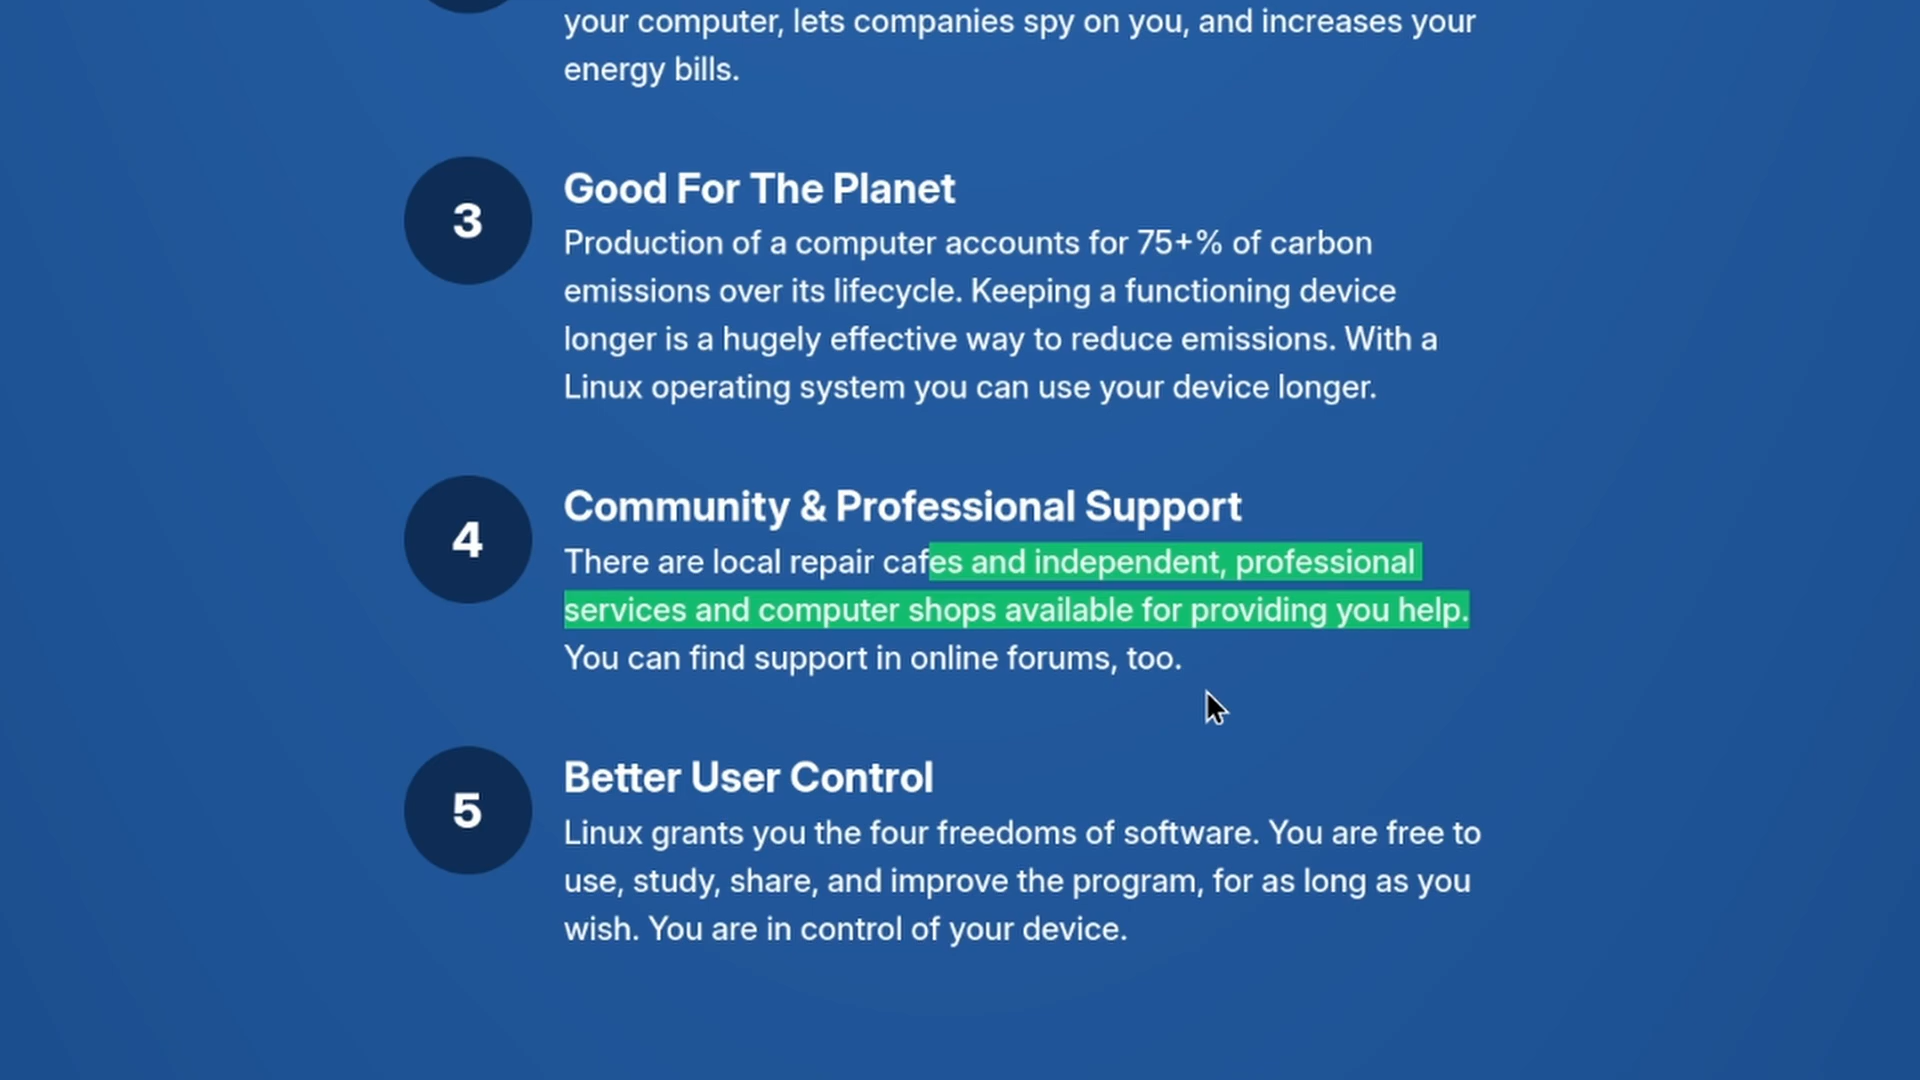 your computer, lets companies spy on you, and increases your
energy bills.
3
Good For The Planet
Production of a computer accounts for 75+% of carbon
emissions over its lifecycle. Keeping a functioning device
longer is a hugely effective way to reduce emissions. With a
Linux operating system you can use your device longer.
4
Community & Professional Support
There are local repair cafes and independent, professional
services and computer shops available for providing you help.
You can find support in online forums, too.
5
Better User Control
Linux grants you the four freedoms of software. You are free to
use, study, share, and improve the program, for as long as you
wish. You are in control of your device.